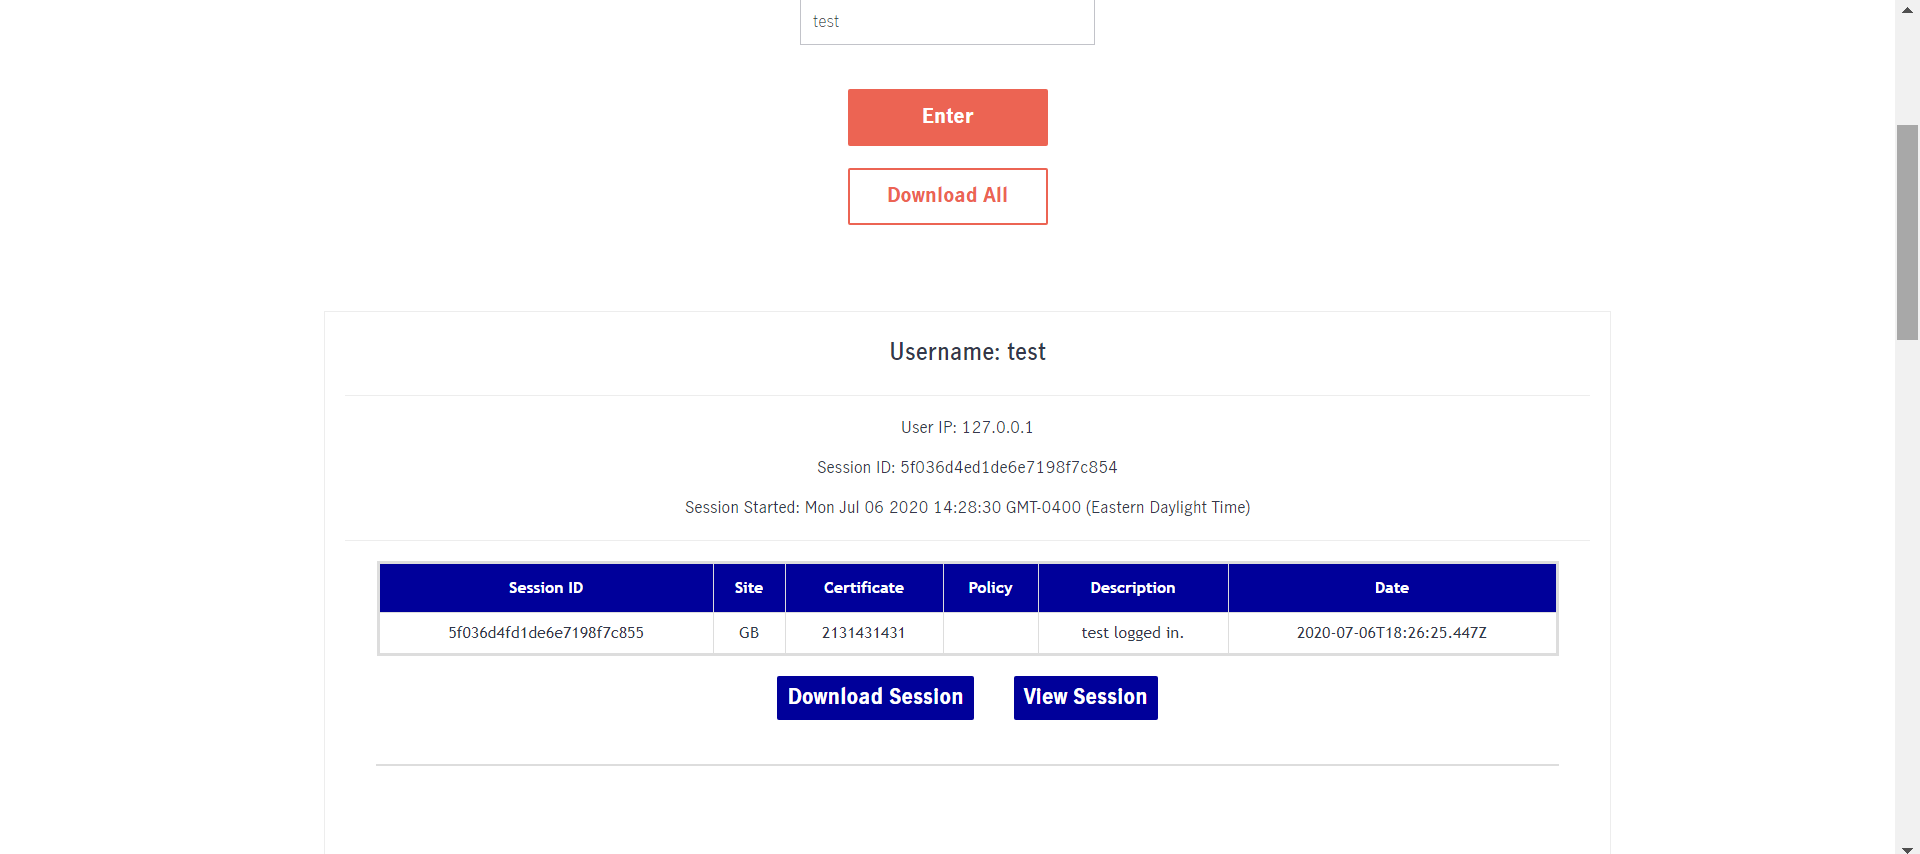 test
Enter
Download All
Username: test
User IP: 127.0.0.1
Session ID: 5f036d4ed1de6e7198f7c854
Session Started: Mon Jul 06 2020 14:28:30 GMT-0400 (Eastern Daylight Time)
Session ID Site Certificate Policy Description Date
5f036d4fd1de6e7198f7c855 GB 2131431431 test logged in. 2020-07-06T18:26:25.447Z
Download Session View Session